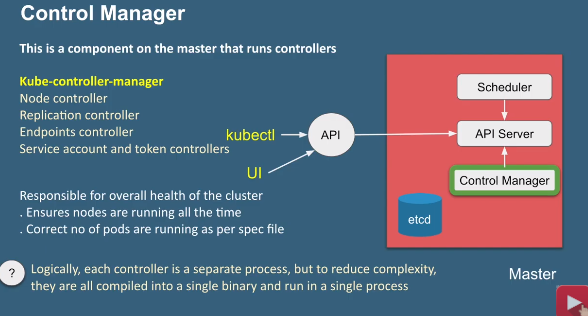 Control Manager
This is a component on the master that runs controllers
Kube-controller-manager
Node controller
Replication controller
Endpoints controller
Service account and token controllers
kubectl
UI
API
Scheduler
API Server
Control Manager
etcd
Responsible for overall health of the cluster
. Ensures nodes are running all the time
. Correct no of pods are running as per spec file
? Logically, each controller is a separate process, but to reduce complexity,
they are all compiled into a single binary and run in a single process
Master